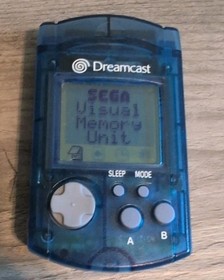 Dreamcast
SEGA
Visual
Memory
Unit
SLEEP MODE
A B